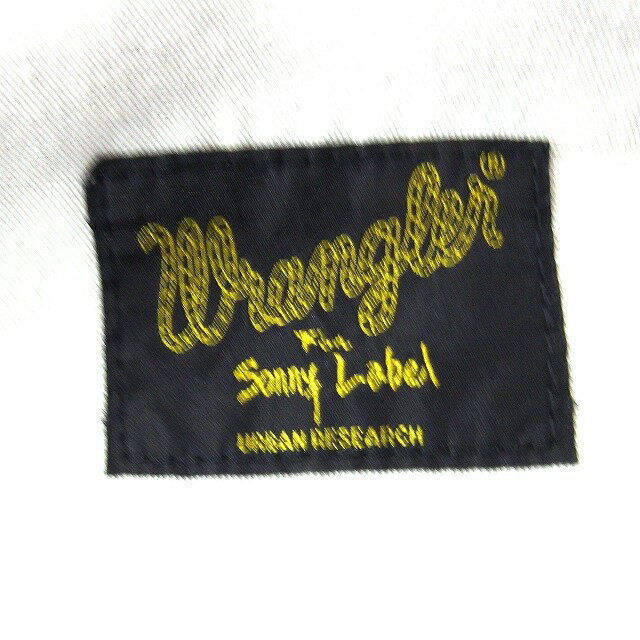 Wrangler®
For
Sonny Label
URBAN RESEARCH